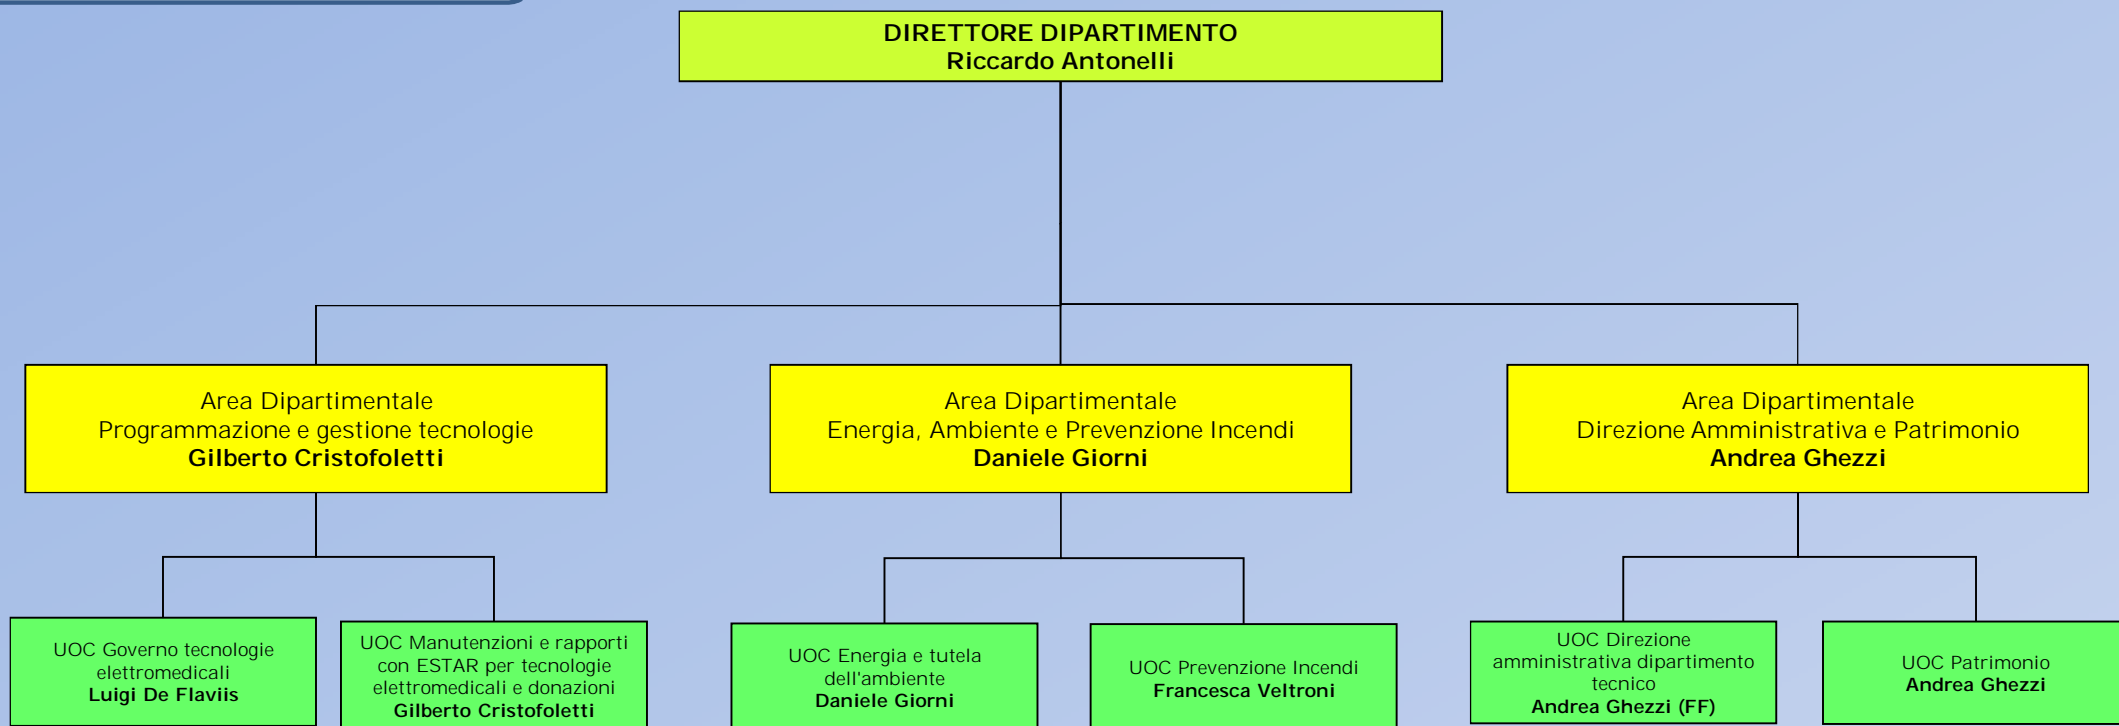 DIRETTORE DIPARTIMENTO
Riccardo Antonelli
Area Dipartimentale
Programmazione e gestione tecnologie
Gilberto Cristofoletti
Area Dipartimentale
Energia, Ambiente e Prevenzione Incendi
Daniele Giorni
Area Dipartimentale
Direzione Amministrativa e Patrimonio
Andrea Ghezzi
UOC Governo tecnologie
elettromedicali
Luigi De Flaviis
UOC Manutenzioni e rapporti
con ESTAR per tecnologie
elettromedicali e donazioni
Gilberto Cristofoletti
UOC Energia e tutela
dell'ambiente
Daniele Giorni
UOC Prevenzione Incendi
Francesca Veltroni
UOC Direzione
amministrativa dipartimento
tecnico
Andrea Ghezzi (FF)
UOC Patrimonio
Andrea Ghezzi